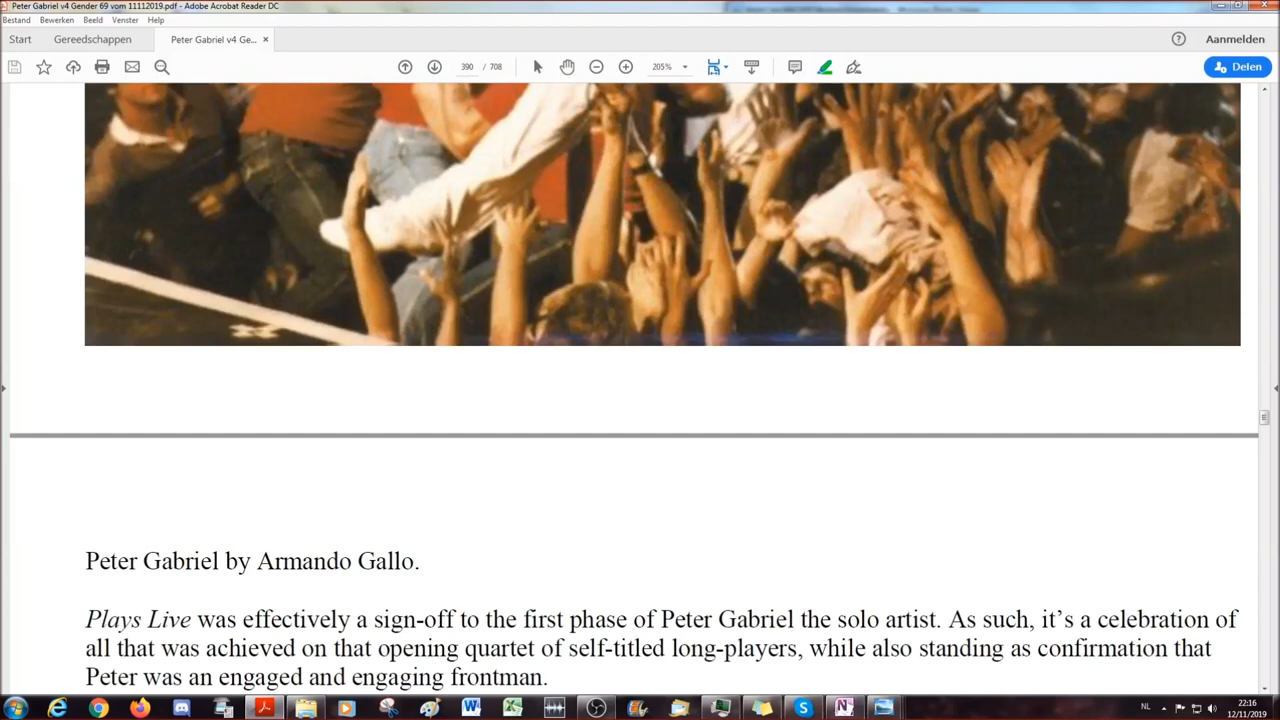 Peter Gabriel v4 Gender 69 vom 11112019.pdf - Adobe Acrobat Reader DC
Bestand Bewerken Beeld Venster Help
Start Gereedschappen Peter Gabriel v4 Ge... × Aanmelden
390 / 708 205% Delen
Peter Gabriel by Armando Gallo.
Plays Live was effectively a sign-off to the first phase of Peter Gabriel the solo artist. As such, it’s a celebration of
all that was achieved on that opening quartet of self-titled long-players, while also standing as confirmation that
Peter was an engaged and engaging frontman.
NL 22:16
12/11/2019